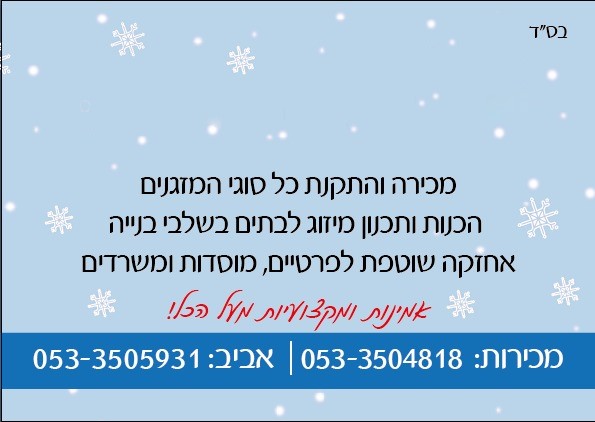 בס"ד
מכירה והתקנת כל סוגי המזגנים
הכנות ותכנון מיזוג לבתים בשלבי בנייה
אחזקה שוטפת לפרטיים, מוסדות ומשרדים
אמינות ומקצועיות מעל הכל!
מכירות: 053-3504818 | אביב: 053-3505931